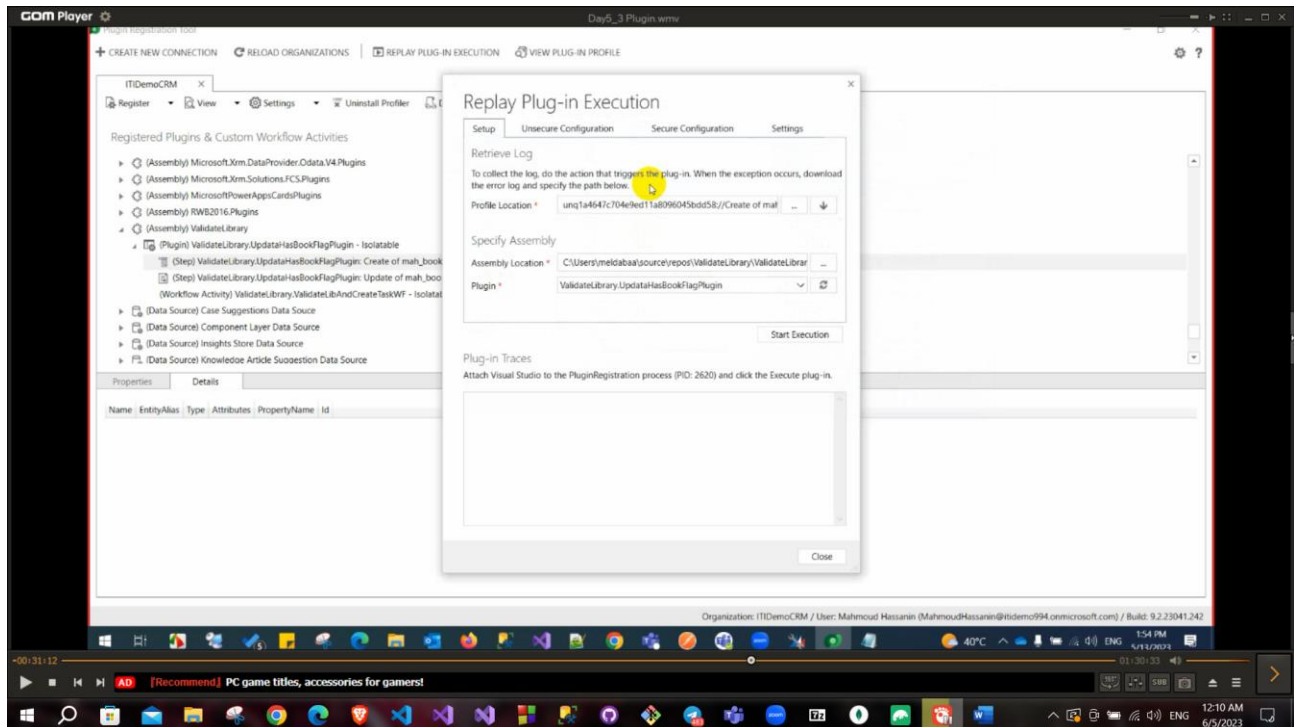 GOM Player
Day5_3 Plugin.wmv
Plugin Registration Tool
CREATE NEW CONNECTION RELOAD ORGANIZATIONS REPLAY PLUG-IN EXECUTION VIEW PLUG-IN PROFILE
ITIDemoCRM
Register View Settings Uninstall Profiler
Registered Plugins & Custom Workflow Activities
(Assembly) Microsoft.Xrm.DataProvider.Odata.V4.Plugins
(Assembly) Microsoft.Xrm.Solutions.FCS.Plugins
(Assembly) MicrosoftPowerAppsCardsPlugins
(Assembly) RWB2016.Plugins
(Assembly) ValidateLibrary
(Plugin) ValidateLibrary.UpdataHasBookFlagPlugin - Isolatable
(Step) ValidateLibrary.UpdataHasBookFlagPlugin: Create of mah_book
(Step) ValidateLibrary.UpdataHasBookFlagPlugin: Update of mah_boo
(Workflow Activity) ValidateLibrary.ValidateLibAndCreateTaskWF - Isolatab
(Data Source) Case Suggestions Data Souce
(Data Source) Component Layer Data Source
(Data Source) Insights Store Data Source
(Data Source) Knowledge Article Suggestion Data Source
Properties Details
Name EntityAlias Type Attributes PropertyName Id
Replay Plug-in Execution
Setup Unsecure Configuration Secure Configuration Settings
Retrieve Log
To collect the log, do the action that triggers the plug-in. When the exception occurs, download
the error log and specify the path below.
Profile Location * unq1a4647c704e9ed11a8096045bdd58://Create of mah ...
Specify Assembly
Assembly Location * C:\Users\meldabaa\source\repos\ValidateLibrary\ValidateLibrar ...
Plugin * ValidateLibrary.UpdataHasBookFlagPlugin
Start Execution
Plug-in Traces
Attach Visual Studio to the PluginRegistration process (PID: 2620) and click the Execute plug-in.
Close
Organization: ITIDemoCRM / User: Mahmoud Hassanin (MahmoudHassanin@itidemo994.onmicrosoft.com) / Build: 9.2.23041.242
40°C ENG 1:54 PM
5/13/2023
-00:31:12 01:30:33
AD [Recommend] PC game titles, accessories for gamers!
SUB
zoom 7z W ENG 12:10 AM
6/5/2023